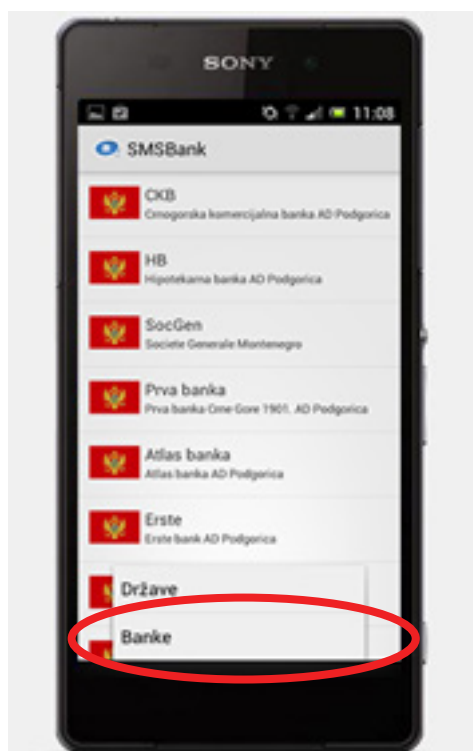 SONY
11:08
SMSBank
CKB
Crnogorska komercijalna banka AD Podgorica
HB
Hipotekarna banka AD Podgorica
SocGen
Societe Generale Montenegro
Prva banka
Prva banka Crne Gore 1901. AD Podgorica
Atlas banka
Atlas banka AD Podgorica
Erste
Erste bank AD Podgorica
Države
Banke